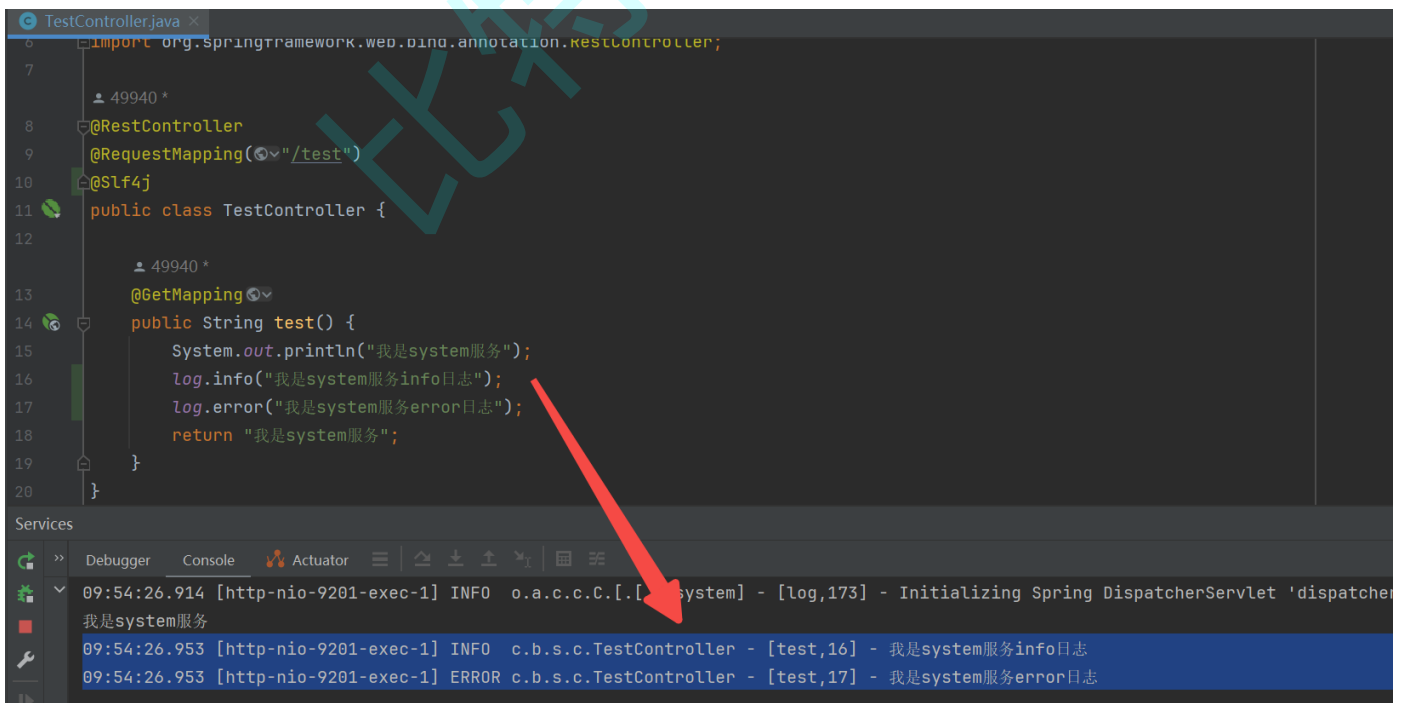 TestController.java
6 import org.springframework.web.bind.annotation.RestController;
7
49940 *
8 @RestController
9 @RequestMapping("/test")
10 @Slf4j
11 public class TestController {
12
49940 *
13 @GetMapping
14 public String test() {
15 System.out.println("我是system服务");
16 log.info("我是system服务info日志");
17 log.error("我是system服务error日志");
18 return "我是system服务";
19 }
20 }
Services
Debugger Console Actuator
09:54:26.914 [http-nio-9201-exec-1] INFO o.a.c.c.C.[.[ system] - [log,173] - Initializing Spring DispatcherServlet 'dispatcher
我是system服务
09:54:26.953 [http-nio-9201-exec-1] INFO c.b.s.c.TestController - [test,16] - 我是system服务info日志
09:54:26.953 [http-nio-9201-exec-1] ERROR c.b.s.c.TestController - [test,17] - 我是system服务error日志
比特